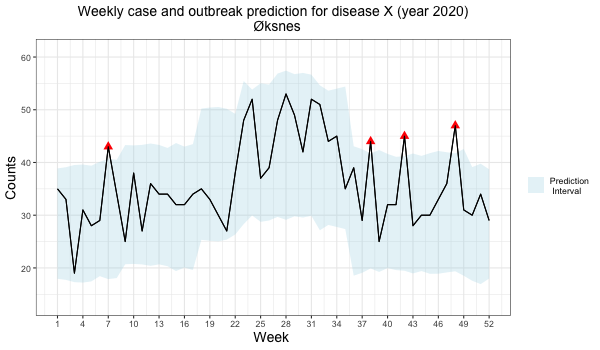 Weekly case and outbreak prediction for disease X (year 2020)
Øksnes
60
50
40
30
20
Counts
1 4 7 10 13 16 19 22 25 28 31 34 37 40 43 46 49 52
Week
Prediction
Interval